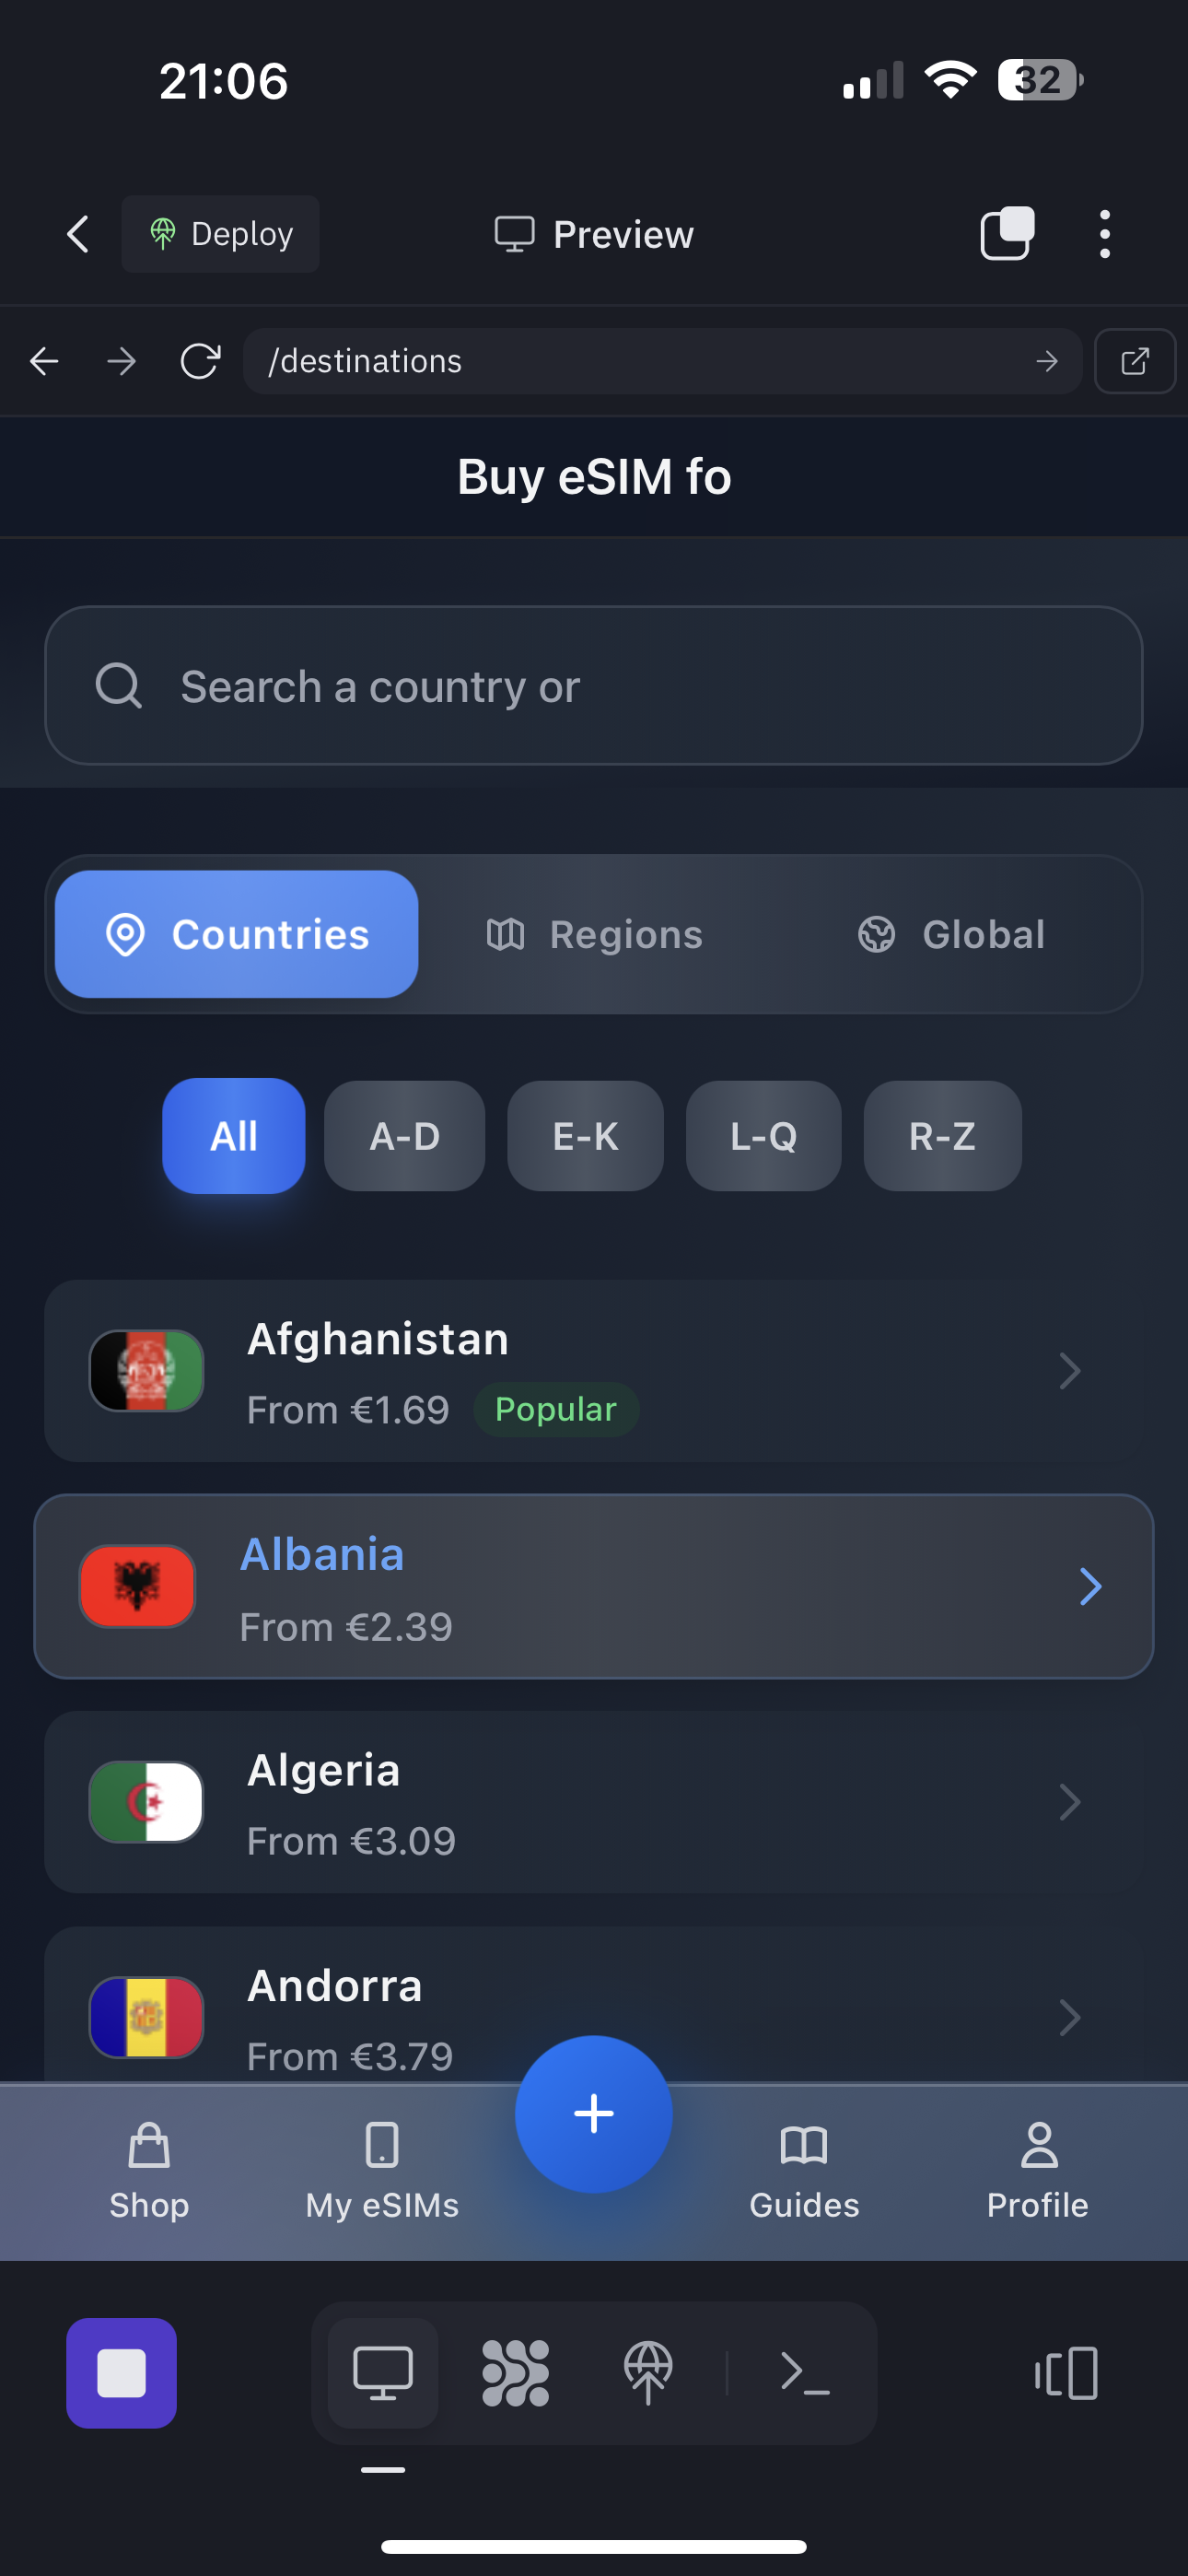 21:06
32
Deploy
Preview
/destinations
Buy eSIM fo
Search a country or
Countries
Regions
Global
All
A-D
E-K
L-Q
R-Z
Afghanistan
From €1.69
Popular
Albania
From €2.39
Algeria
From €3.09
Andorra
From €3.79
Shop
My eSIMs
Guides
Profile